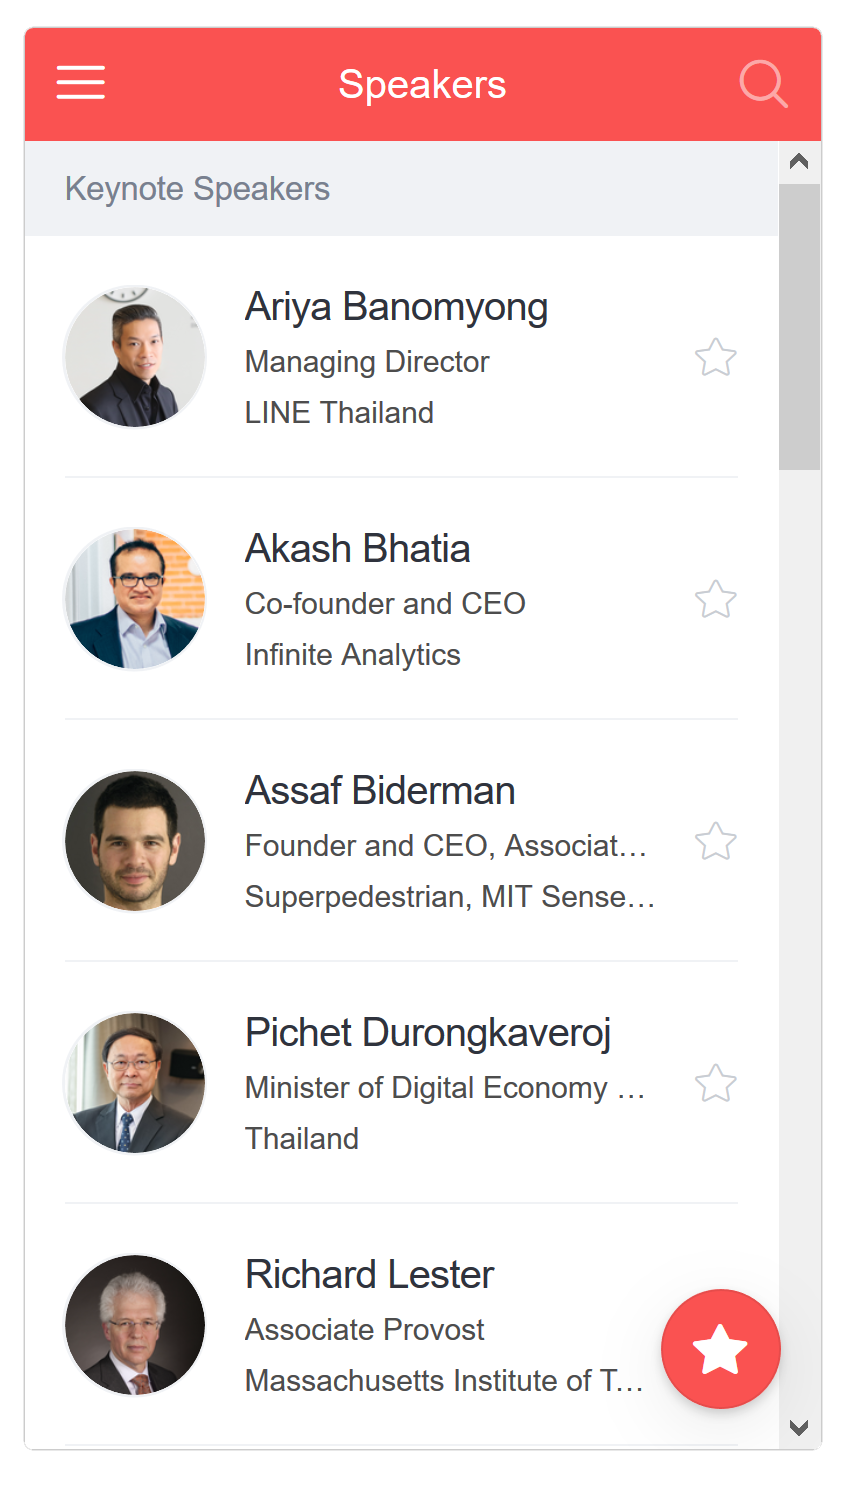 Speakers
Keynote Speakers
Ariya Banomyong
Managing Director
LINE Thailand
Akash Bhatia
Co-founder and CEO
Infinite Analytics
Assaf Biderman
Founder and CEO, Associat…
Superpedestrian, MIT Sense…
Pichet Durongkaveroj
Minister of Digital Economy …
Thailand
Richard Lester
Associate Provost
Massachusetts Institute of T…